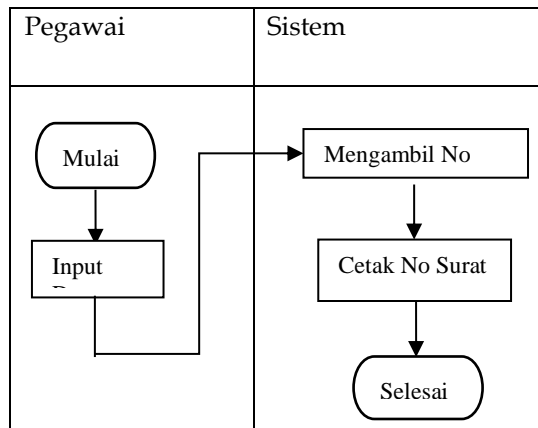 Pegawai
Sistem
Mulai
Input
Mengambil No
Cetak No Surat
Selesai